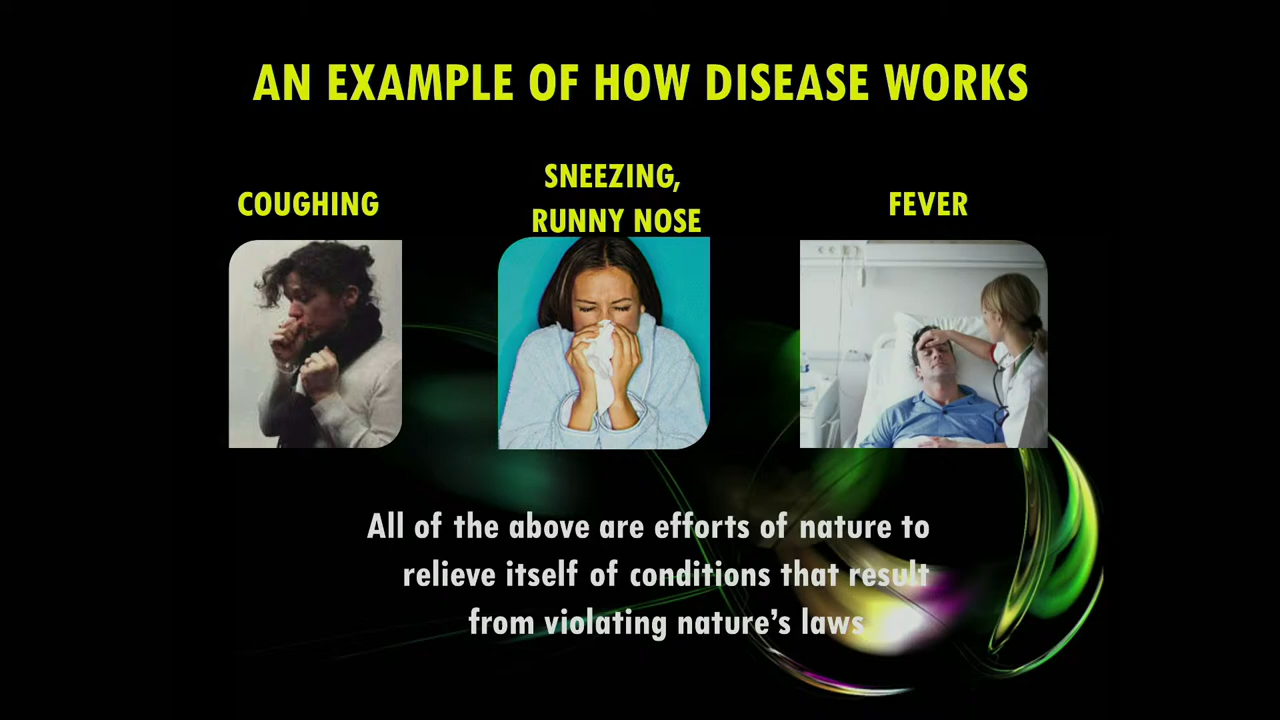 AN EXAMPLE OF HOW DISEASE WORKS
COUGHING
SNEEZING,
RUNNY NOSE
FEVER
All of the above are efforts of nature to
relieve itself of conditions that result
from violating nature's laws